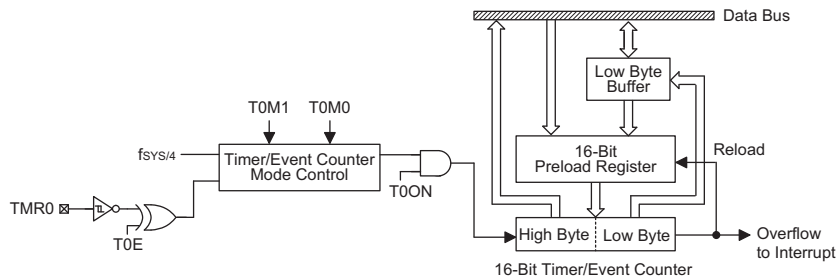 Data Bus
Low Byte
Buffer
T0M1
T0M0
fSYS/4
Timer/Event Counter
Mode Control
16-Bit
Preload Register
Reload
T0ON
TMR0
T0E
High Byte
Low Byte
Overflow
to Interrupt
16-Bit Timer/Event Counter